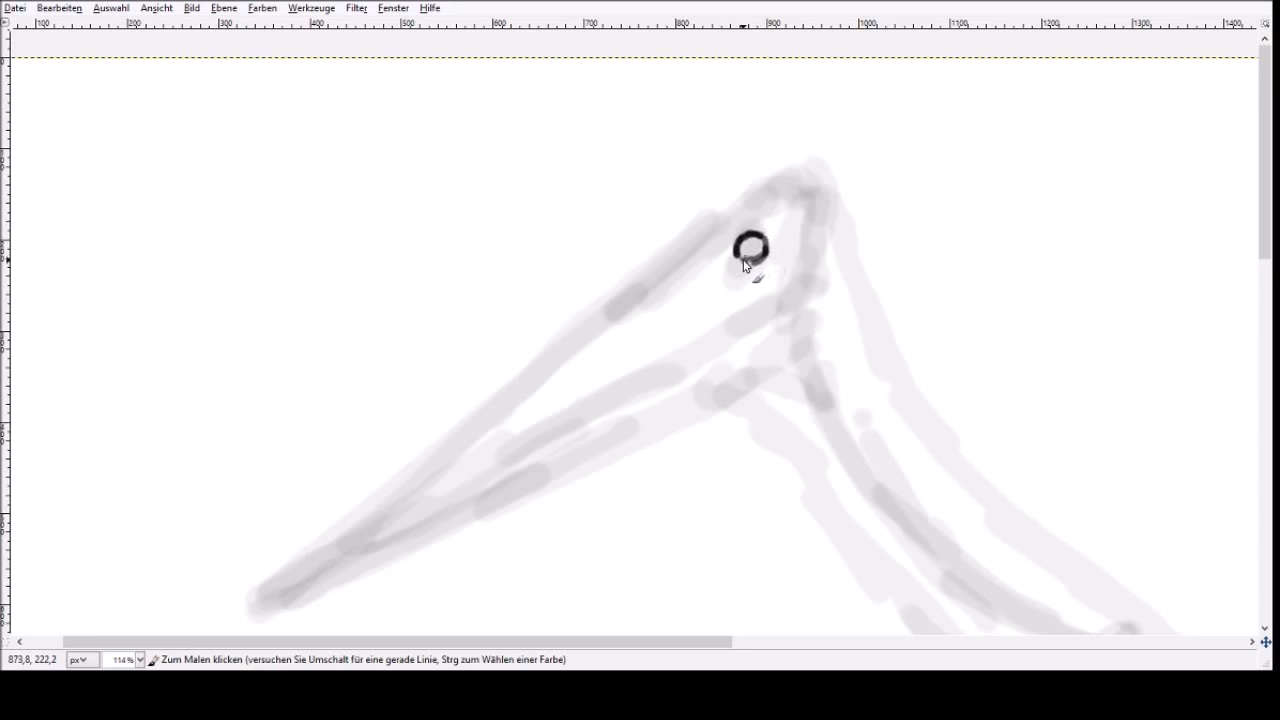 Datei Bearbeiten Auswahl Ansicht Bild Ebene Farben Werkzeuge Filter Fenster Hilfe
100 200 300 400 500 600 700 800 900 1000 1100 1200 1300 1400
873,8, 222,2 px 114% Zum Malen klicken (versuchen Sie Umschalt für eine gerade Linie, Strg zum Wählen einer Farbe)